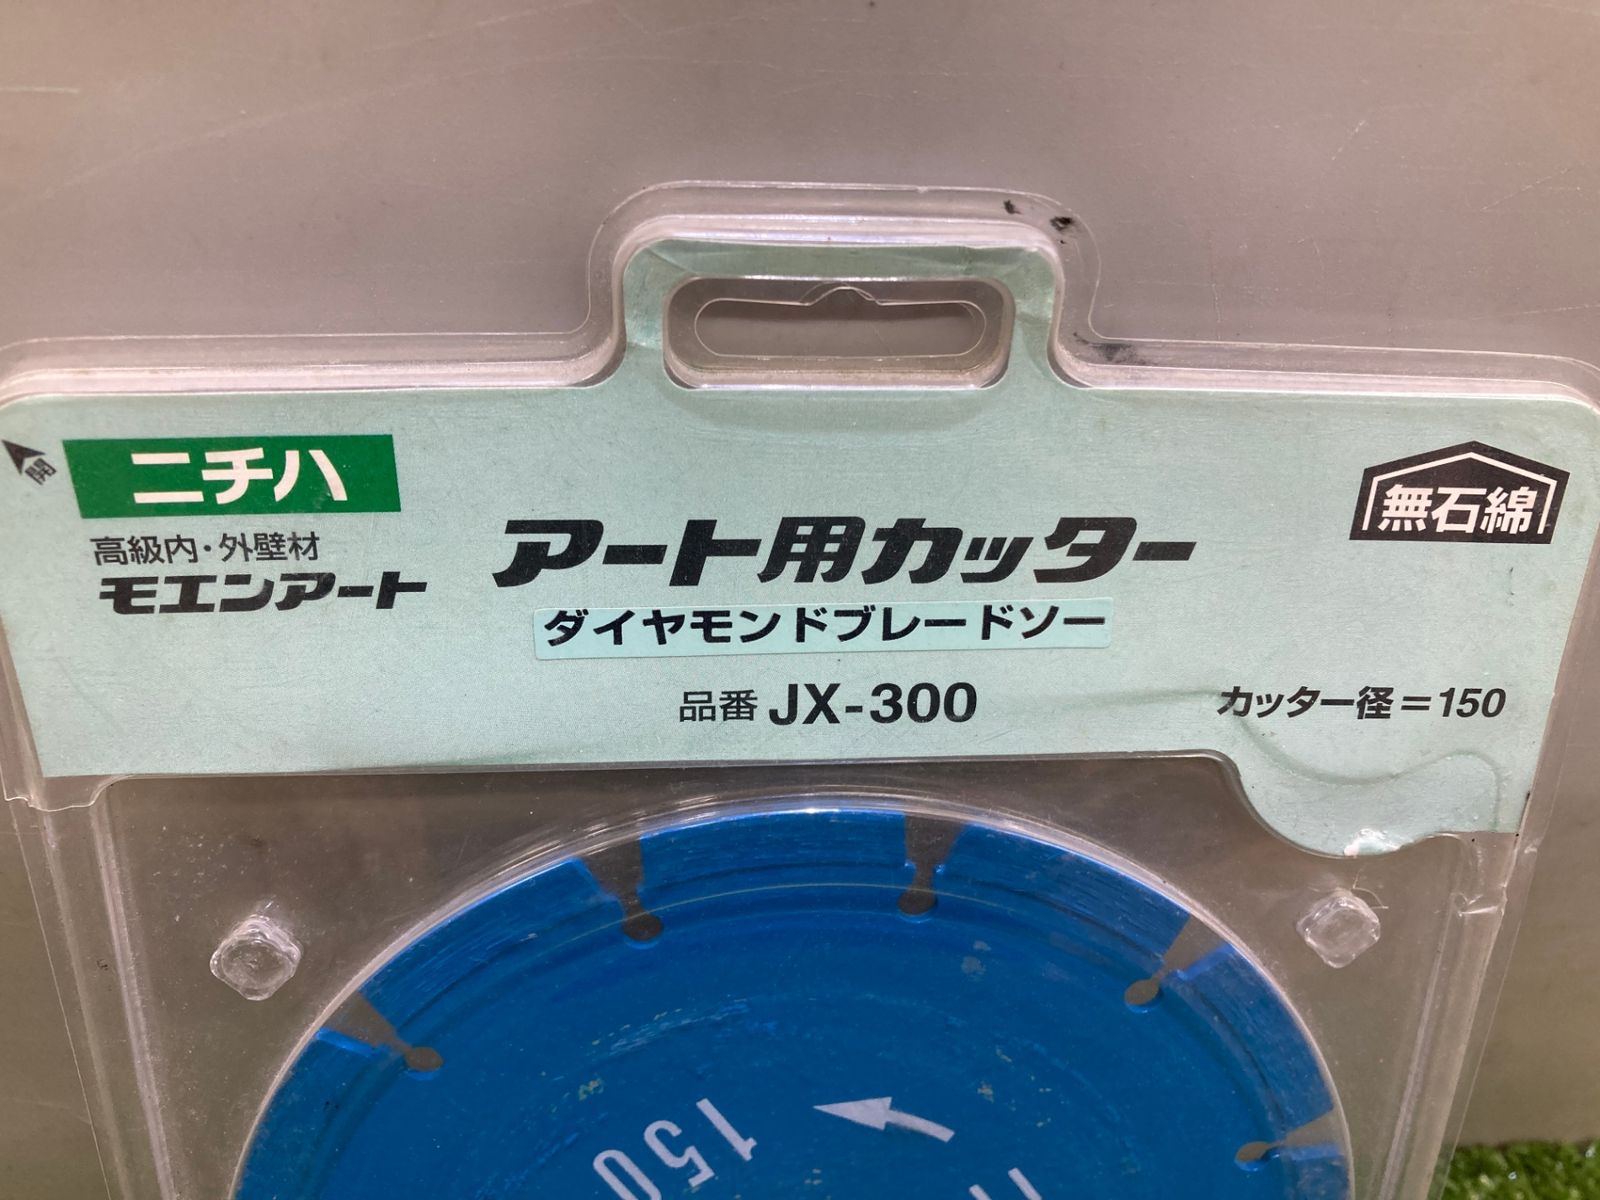 開
ニチハ
高級内・外壁材
モエンアート
アート用カッター
ダイヤモンドブレードソー
品番 JX-300
無石綿
カッター径=150
150